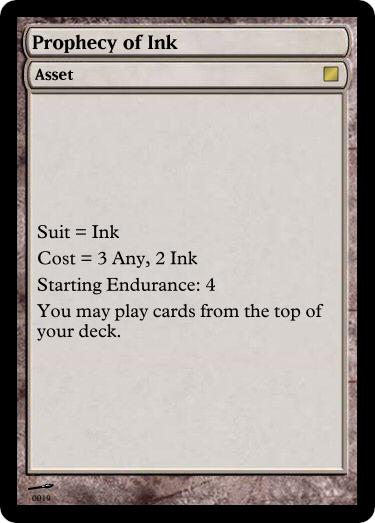 Prophecy of Ink
Asset
Suit = Ink
Cost = 3 Any, 2 Ink
Starting Endurance: 4
You may play cards from the top of
your deck.
0019